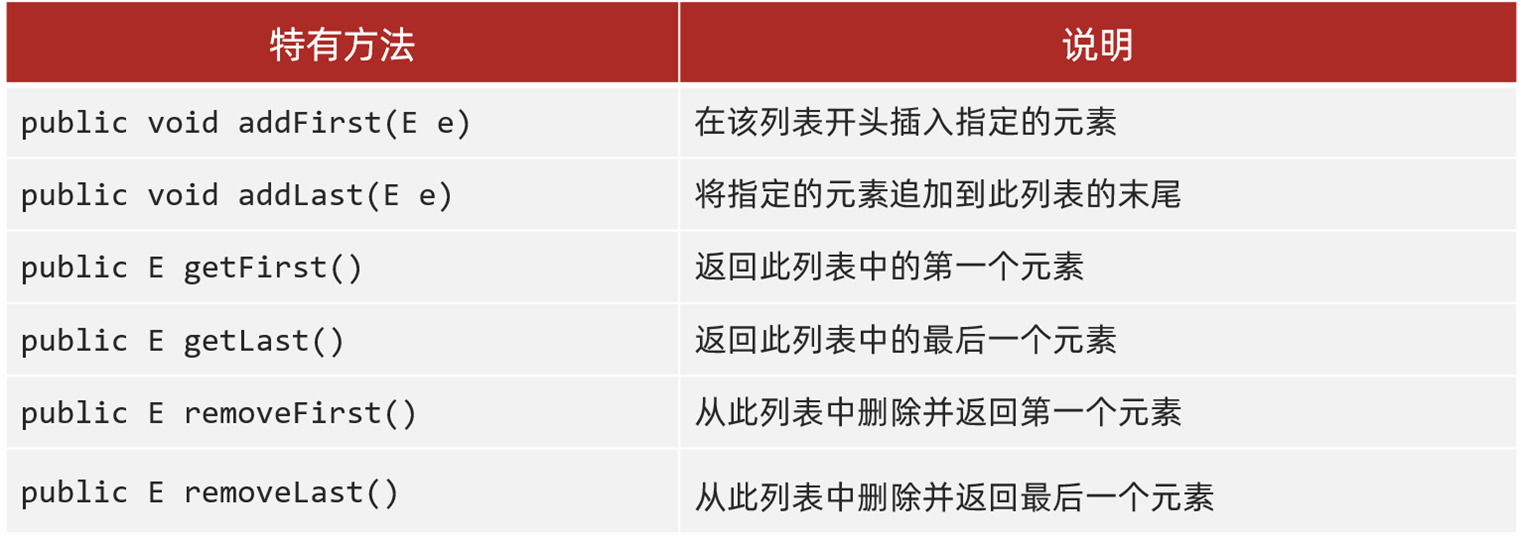 特有方法 说明
public void addFirst(E e) 在该列表开头插入指定的元素
public void addLast(E e) 将指定的元素追加到此列表的末尾
public E getFirst() 返回此列表中的第一个元素
public E getLast() 返回此列表中的最后一个元素
public E removeFirst() 从此列表中删除并返回第一个元素
public E removeLast() 从此列表中删除并返回最后一个元素